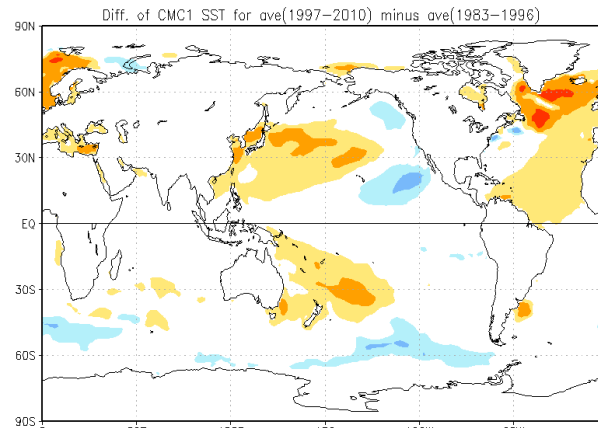 Diff. of CMC1 SST for ave(1997-2010) minus ave(1983-1996)
90N
60N
30N
EQ
30S
60S
90S